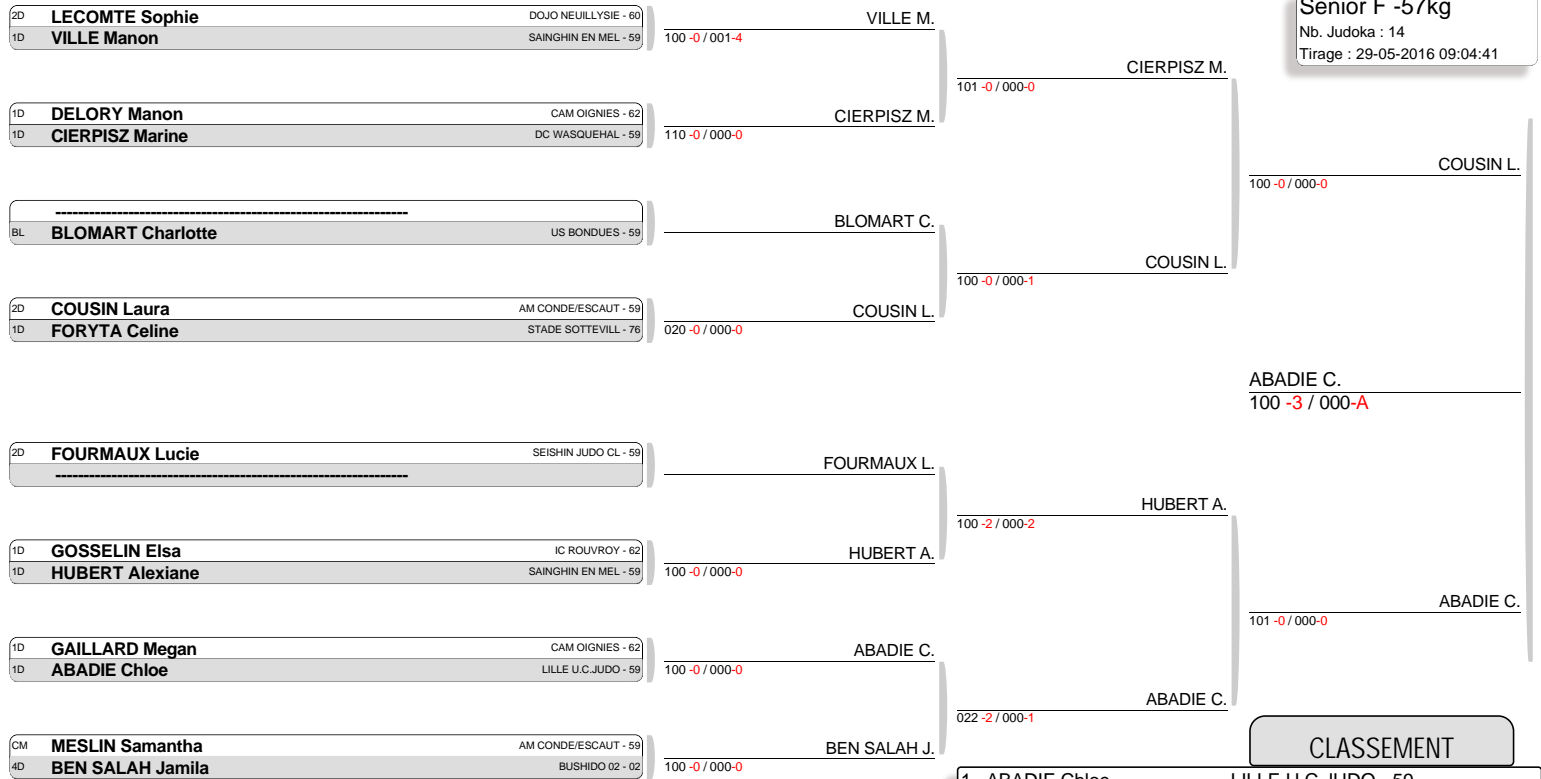 Senior F -57kg
Nb. Judoka : 14
Tirage : 29-05-2016 09:04:41
2D LECOMTE Sophie DOJO NEUILLYSIE - 60
1D VILLE Manon SAINGHIN EN MEL - 59
VILLE M.
100 -0 / 001-4
1D DELORY Manon CAM OIGNIES - 62
1D CIERPISZ Marine DC WASQUEHAL - 59
CIERPISZ M.
110 -0 / 000-0
CIERPISZ M.
101 -0 / 000-0
----------------------------------------------------------------
BL BLOMART Charlotte US BONDUES - 59
BLOMART C.
2D COUSIN Laura AM CONDE/ESCAUT - 59
1D FORYTA Celine STADE SOTTEVILL - 76
COUSIN L.
020 -0 / 000-0
COUSIN L.
100 -0 / 000-1
COUSIN L.
100 -0 / 000-0
ABADIE C.
100 -3 / 000-A
2D FOURMAUX Lucie SEISHIN JUDO CL - 59
----------------------------------------------------------------
FOURMAUX L.
1D GOSSELIN Elsa IC ROUVROY - 62
1D HUBERT Alexiane SAINGHIN EN MEL - 59
HUBERT A.
100 -0 / 000-0
HUBERT A.
100 -2 / 000-2
1D GAILLARD Megan CAM OIGNIES - 62
1D ABADIE Chloe LILLE U.C.JUDO - 59
ABADIE C.
100 -0 / 000-0
CM MESLIN Samantha AM CONDE/ESCAUT - 59
4D BEN SALAH Jamila BUSHIDO 02 - 02
BEN SALAH J.
100 -0 / 000-0
ABADIE C.
022 -2 / 000-1
ABADIE C.
101 -0 / 000-0
CLASSEMENT
1 ABADIE Chloe LILLE U.C.JUDO - 59